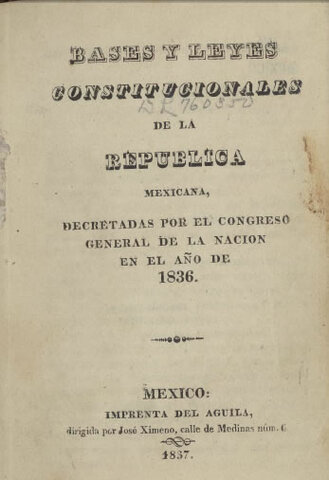 BASES Y LEYES
CONSTITUCIONALES
DE LA
REPUBLICA
MEXICANA,
DECRETADAS POR EL CONGRESO
GENERAL DE LA NACION
EN EL AÑO DE
1836.
MEXICO:
IMPRENTA DEL AGUILA,
dirigida por José Ximeno, calle de Medinas núm. 6
1837.